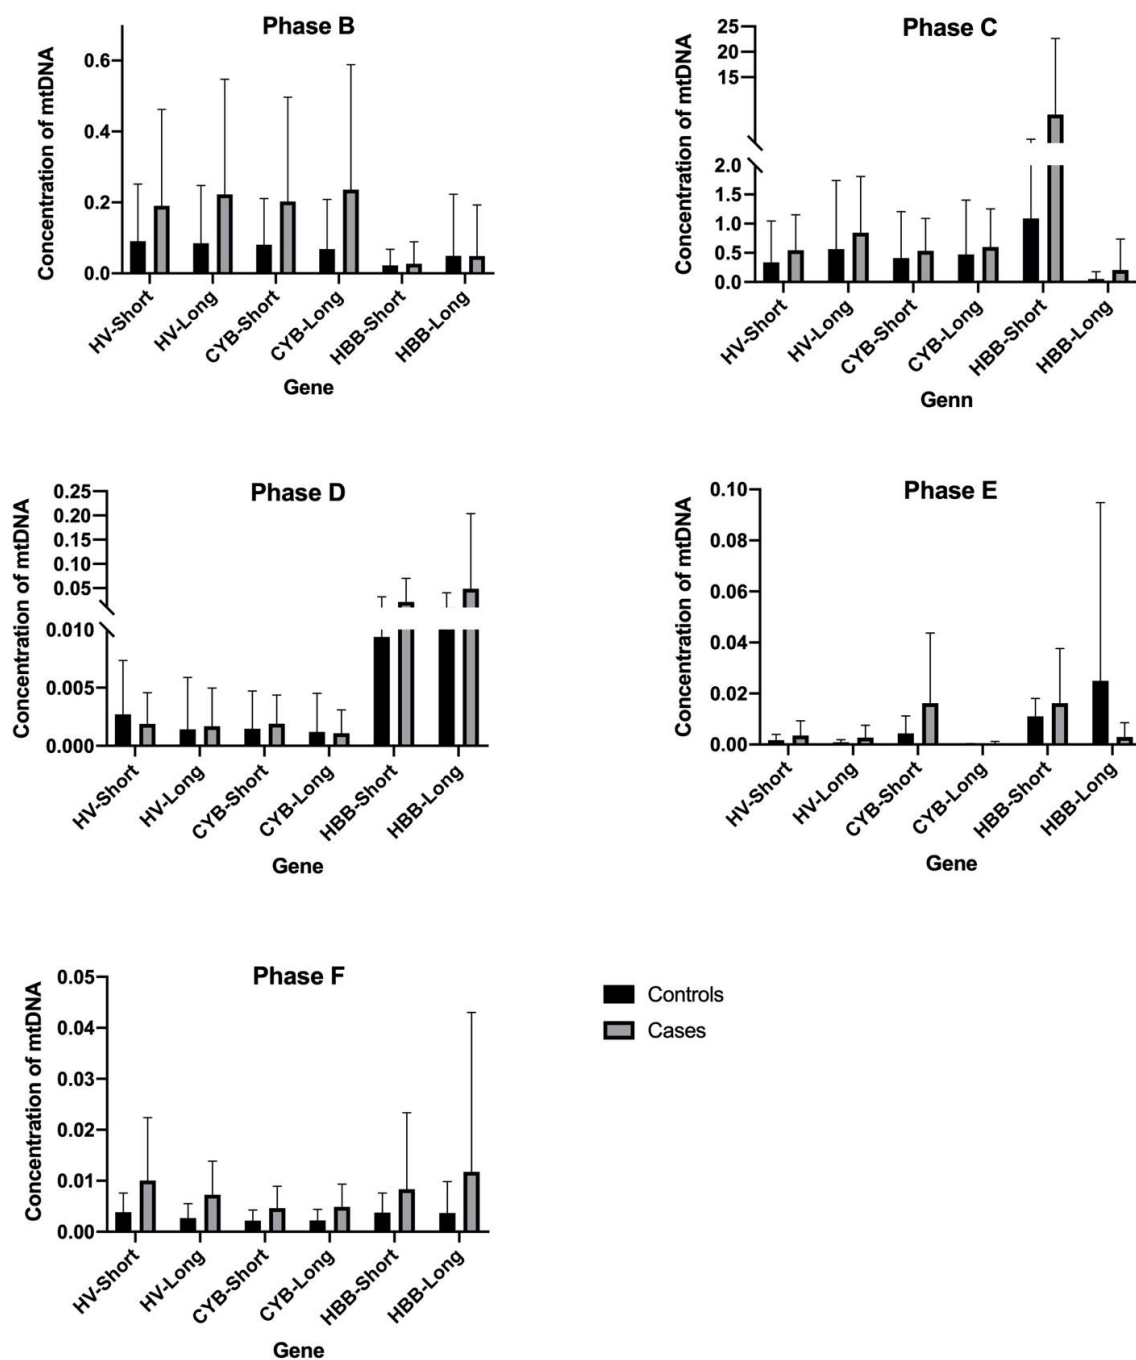 Phase B
Concentration of mtDNA
0.6
0.4
0.2
0.0
HV-Short
HV-Long
CYB-Short
CYB-Long
HBB-Short
HBB-Long
Gene
Phase C
Concentration of mtDNA
25
20
15
2.0
1.5
1.0
0.5
0.0
HV-Short
HV-Long
CYB-Short
CYB-Long
HBB-Short
HBB-Long
Genn
Phase D
Concentration of mtDNA
0.25
0.20
0.15
0.10
0.05
0.010
0.005
0.000
HV-Short
HV-Long
CYB-Short
CYB-Long
HBB-Short
HBB-Long
Gene
Phase E
Concentration of mtDNA
0.10
0.08
0.06
0.04
0.02
0.00
HV-Short
HV-Long
CYB-Short
CYB-Long
HBB-Short
HBB-Long
Gene
Phase F
Concentration of mtDNA
0.05
0.04
0.03
0.02
0.01
0.00
HV-Short
HV-Long
CYB-Short
CYB-Long
HBB-Short
HBB-Long
Gene
Controls
Cases